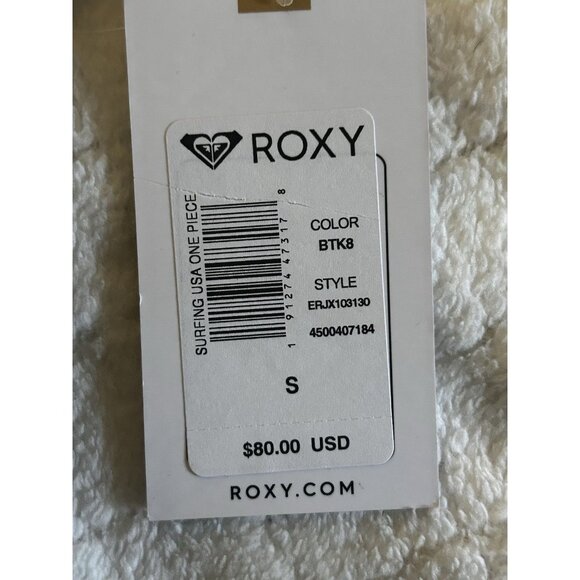 ROXY
SURFING USA ONE PIECE
1 91274 47317 8
COLOR
BTK8
STYLE
ERJX103130
4500407184
S
$80.00 USD
ROXY.COM